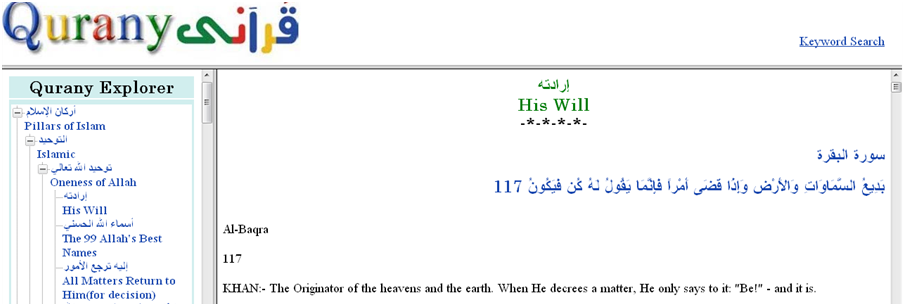 Qurany قرآني
Keyword Search
Qurany Explorer
أركان الإسلام
Pillars of Islam
التوحيد
Islamic
توحيد الله تعالى
Oneness of Allah
إرادته
His Will
أسماء الله الحسني
The 99 Allah's Best
Names
إليه ترجع الأمور
All Matters Return to
Him(for decision)
إرادته
His Will
-*-*-*-*-
سورة البقرة
بَدِيعُ السَّمَاوَاتِ وَالأَرْضِ وَإِذَا قَضَى أَمْراً فَإِنَّمَا يَقُولُ لَهُ كُن فَيَكُونُ 117
Al-Baqra
117
KHAN:- The Originator of the heavens and the earth. When He decrees a matter, He only says to it: "Be!" - and it is.